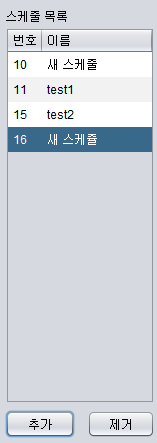 스케줄 목록
번호 이름
10 새 스케줄
11 test1
15 test2
16 새 스케줄
추가 제거